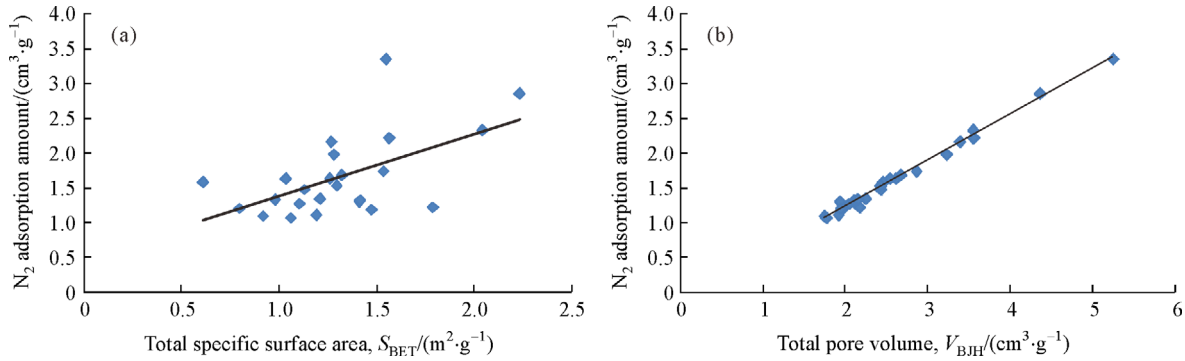 (a)
N₂ adsorption amount/(cm³·g⁻¹)
4.0
3.5
3.0
2.5
2.0
1.5
1.0
0.5
0
0 0.5 1.0 1.5 2.0 2.5
Total specific surface area, S_BET/(m²·g⁻¹)
(b)
N₂ adsorption amount/(cm³·g⁻¹)
4.0
3.5
3.0
2.5
2.0
1.5
1.0
0.5
0
0 1 2 3 4 5 6
Total pore volume, V_BJH/(cm³·g⁻¹)